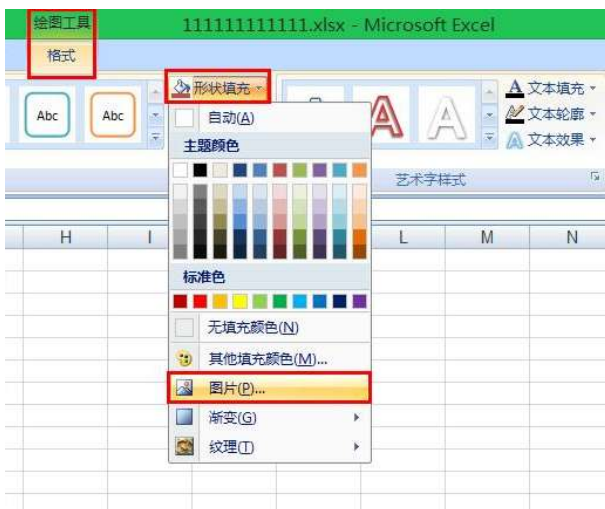 绘图工具 111111111111.xlsx - Microsoft Excel
格式
形状填充
Abc Abc
A A
文本填充
文本轮廓
文本效果
艺术字样式
自动(A)
主题颜色
标准色
无填充颜色(N)
其他填充颜色(M)...
图片(P)...
渐变(G)
纹理(T)
H I L M N